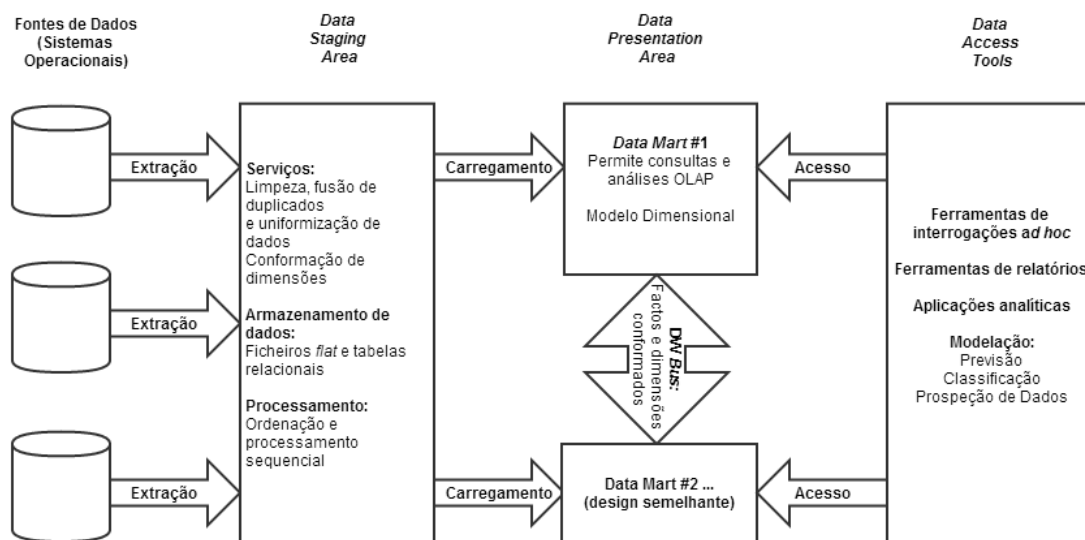 Fontes de Dados
(Sistemas
Operacionais)
Data
Staging
Area
Data
Presentation
Area
Data
Access
Tools
Extração
Extração
Extração
Serviços:
Limpeza, fusão de
duplicados
e uniformização de
dados
Conformação de
dimensões
Armazenamento de
dados:
Ficheiros flat e tabelas
relacionais
Processamento:
Ordenação e
processamento
sequencial
Carregamento
Carregamento
Data Mart #1
Permite consultas e
análises OLAP
Modelo Dimensional
DW Bus:
Factos e dimensões
conformados
Data Mart #2 ...
(design semelhante)
Acesso
Acesso
Ferramentas de
interrogações ad hoc
Ferramentas de relatórios
Aplicações analíticas
Modelação:
Previsão
Classificação
Prospeção de Dados